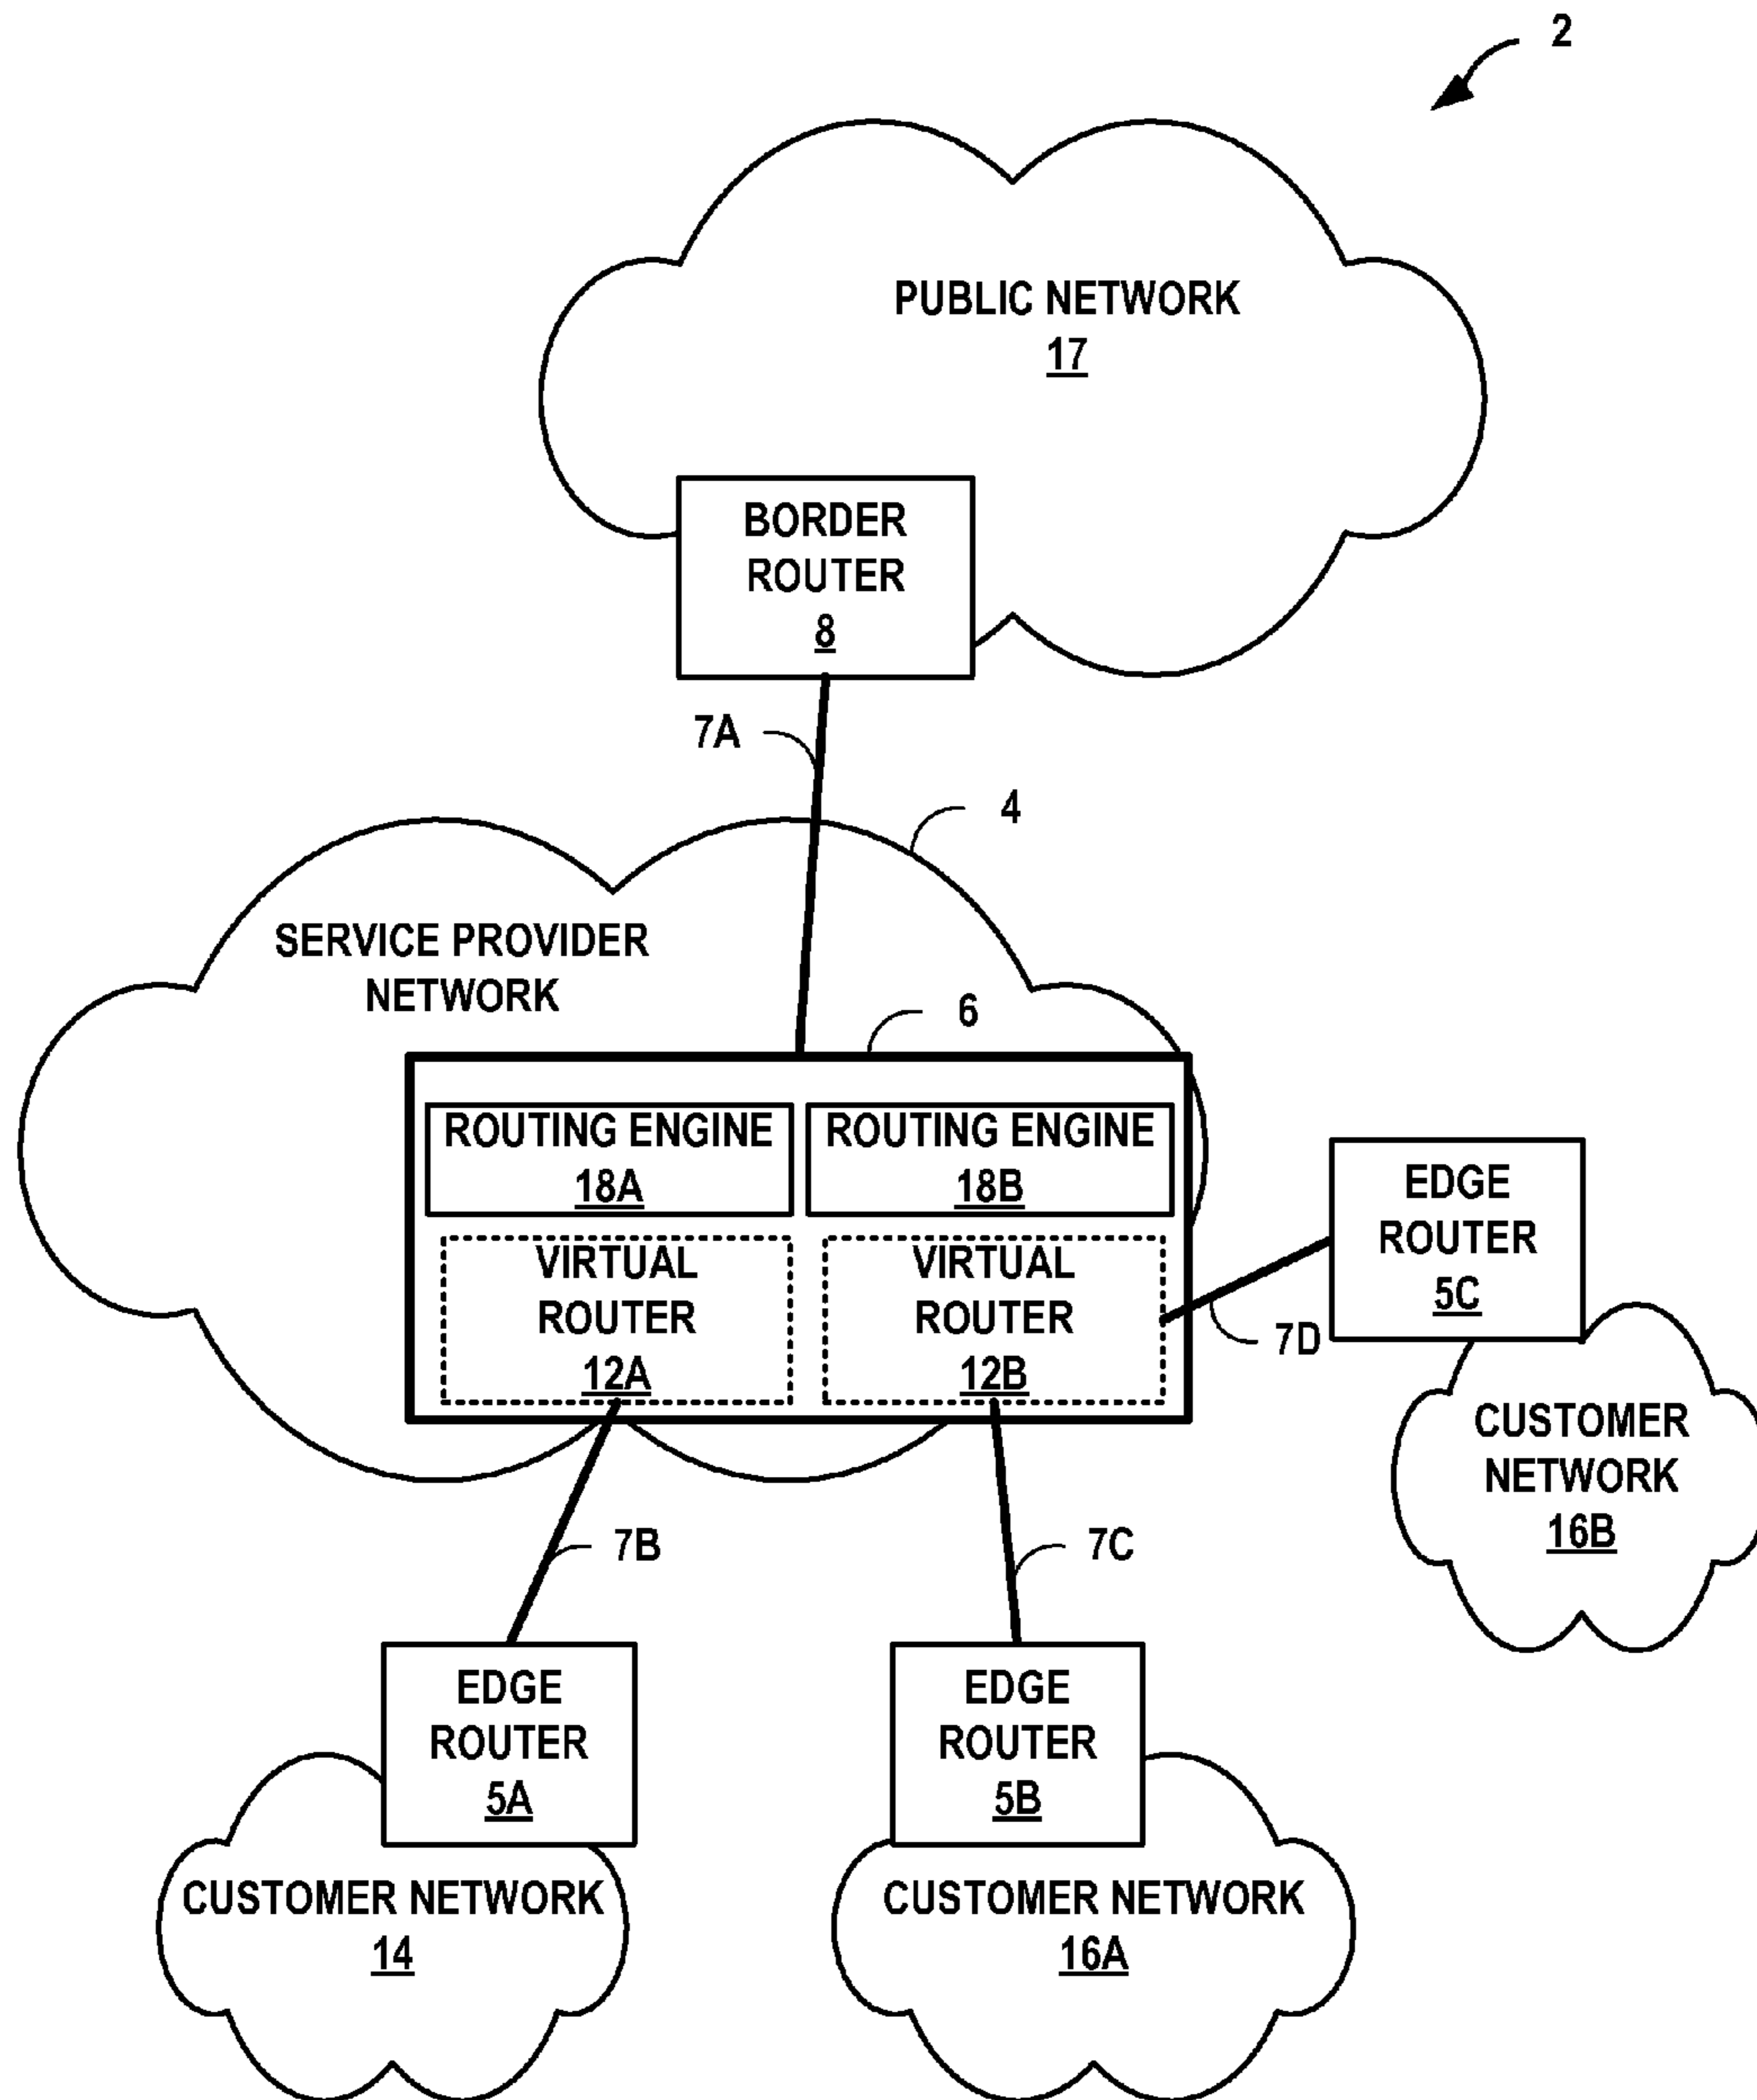 2
PUBLIC NETWORK
17
BORDER
ROUTER
8
7A
4
SERVICE PROVIDER
NETWORK
6
ROUTING ENGINE
18A
ROUTING ENGINE
18B
VIRTUAL
ROUTER
12A
VIRTUAL
ROUTER
12B
EDGE
ROUTER
5C
7D
CUSTOMER
NETWORK
16B
7B
7C
EDGE
ROUTER
5A
EDGE
ROUTER
5B
CUSTOMER NETWORK
14
CUSTOMER NETWORK
16A